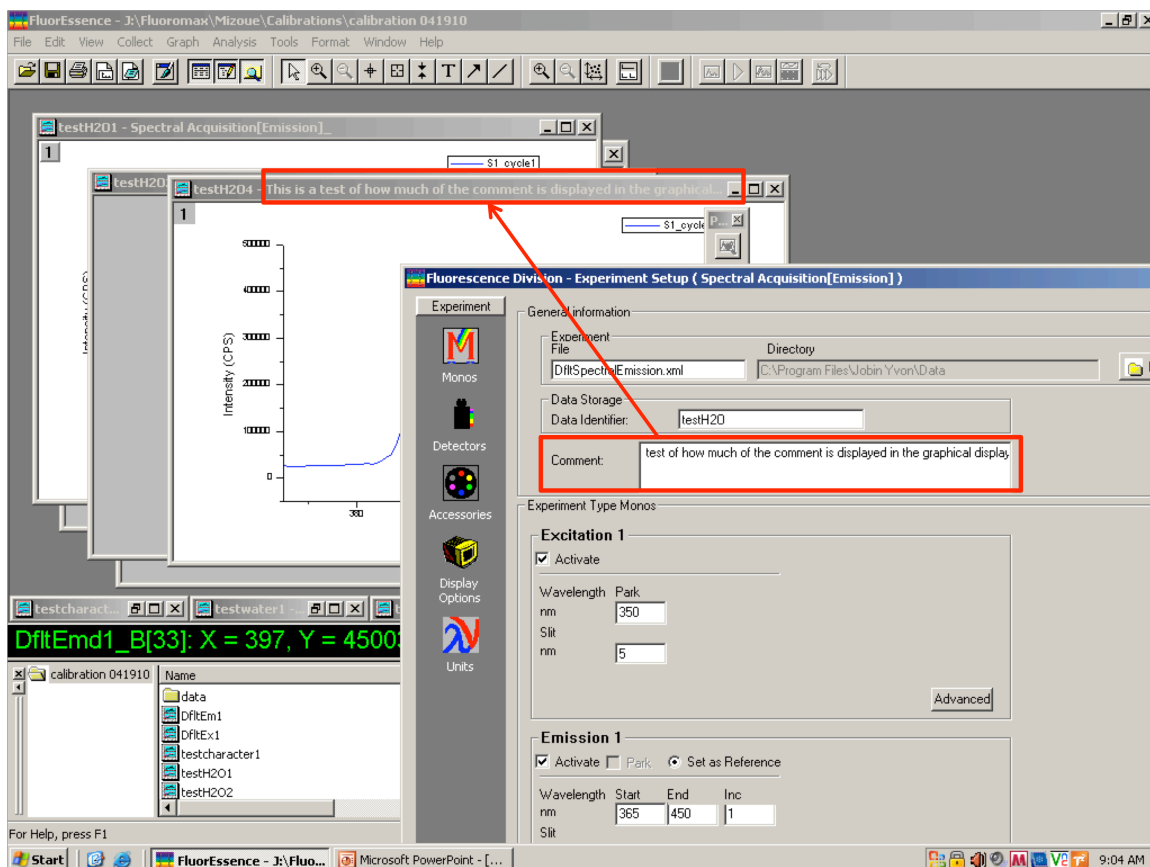 FluorEssence - J:\Fluoromax\Mizoue\Calibrations\calibration 041910
File Edit View Collect Graph Analysis Tools Format Window Help
testH2O1 - Spectral Acquisition[Emission]_
1
S1_cycle1
testH2O4 - This is a test of how much of the comment is displayed in the graphical...
1
P...
500000
400000
300000
200000
100000
0
Intensity (CPS)
380
Fluorescence Division - Experiment Setup ( Spectral Acquisition[Emission] )
Experiment
Monos
Detectors
Accessories
Display
Options
Units
General information
Experiment
File Directory
DfltSpectralEmission.xml C:\Program Files\Jobin Yvon\Data
Data Storage
Data Identifier: testH2O
Comment: test of how much of the comment is displayed in the graphical display,
Experiment Type Monos
Excitation 1
Activate
Wavelength Park
nm 350
Slit
nm 5
Advanced
Emission 1
Activate Park Set as Reference
Wavelength Start End Inc
nm 365 450 1
Slit
testcharact... testwater1 -...
DfltEmd1_B[33]: X = 397, Y = 4500
calibration 041910
Name
data
DfltEm1
DfltEx1
testcharacter1
testH2O1
testH2O2
For Help, press F1
Start FluorEssence - J:\Fluo... Microsoft PowerPoint - [... 9:04 AM